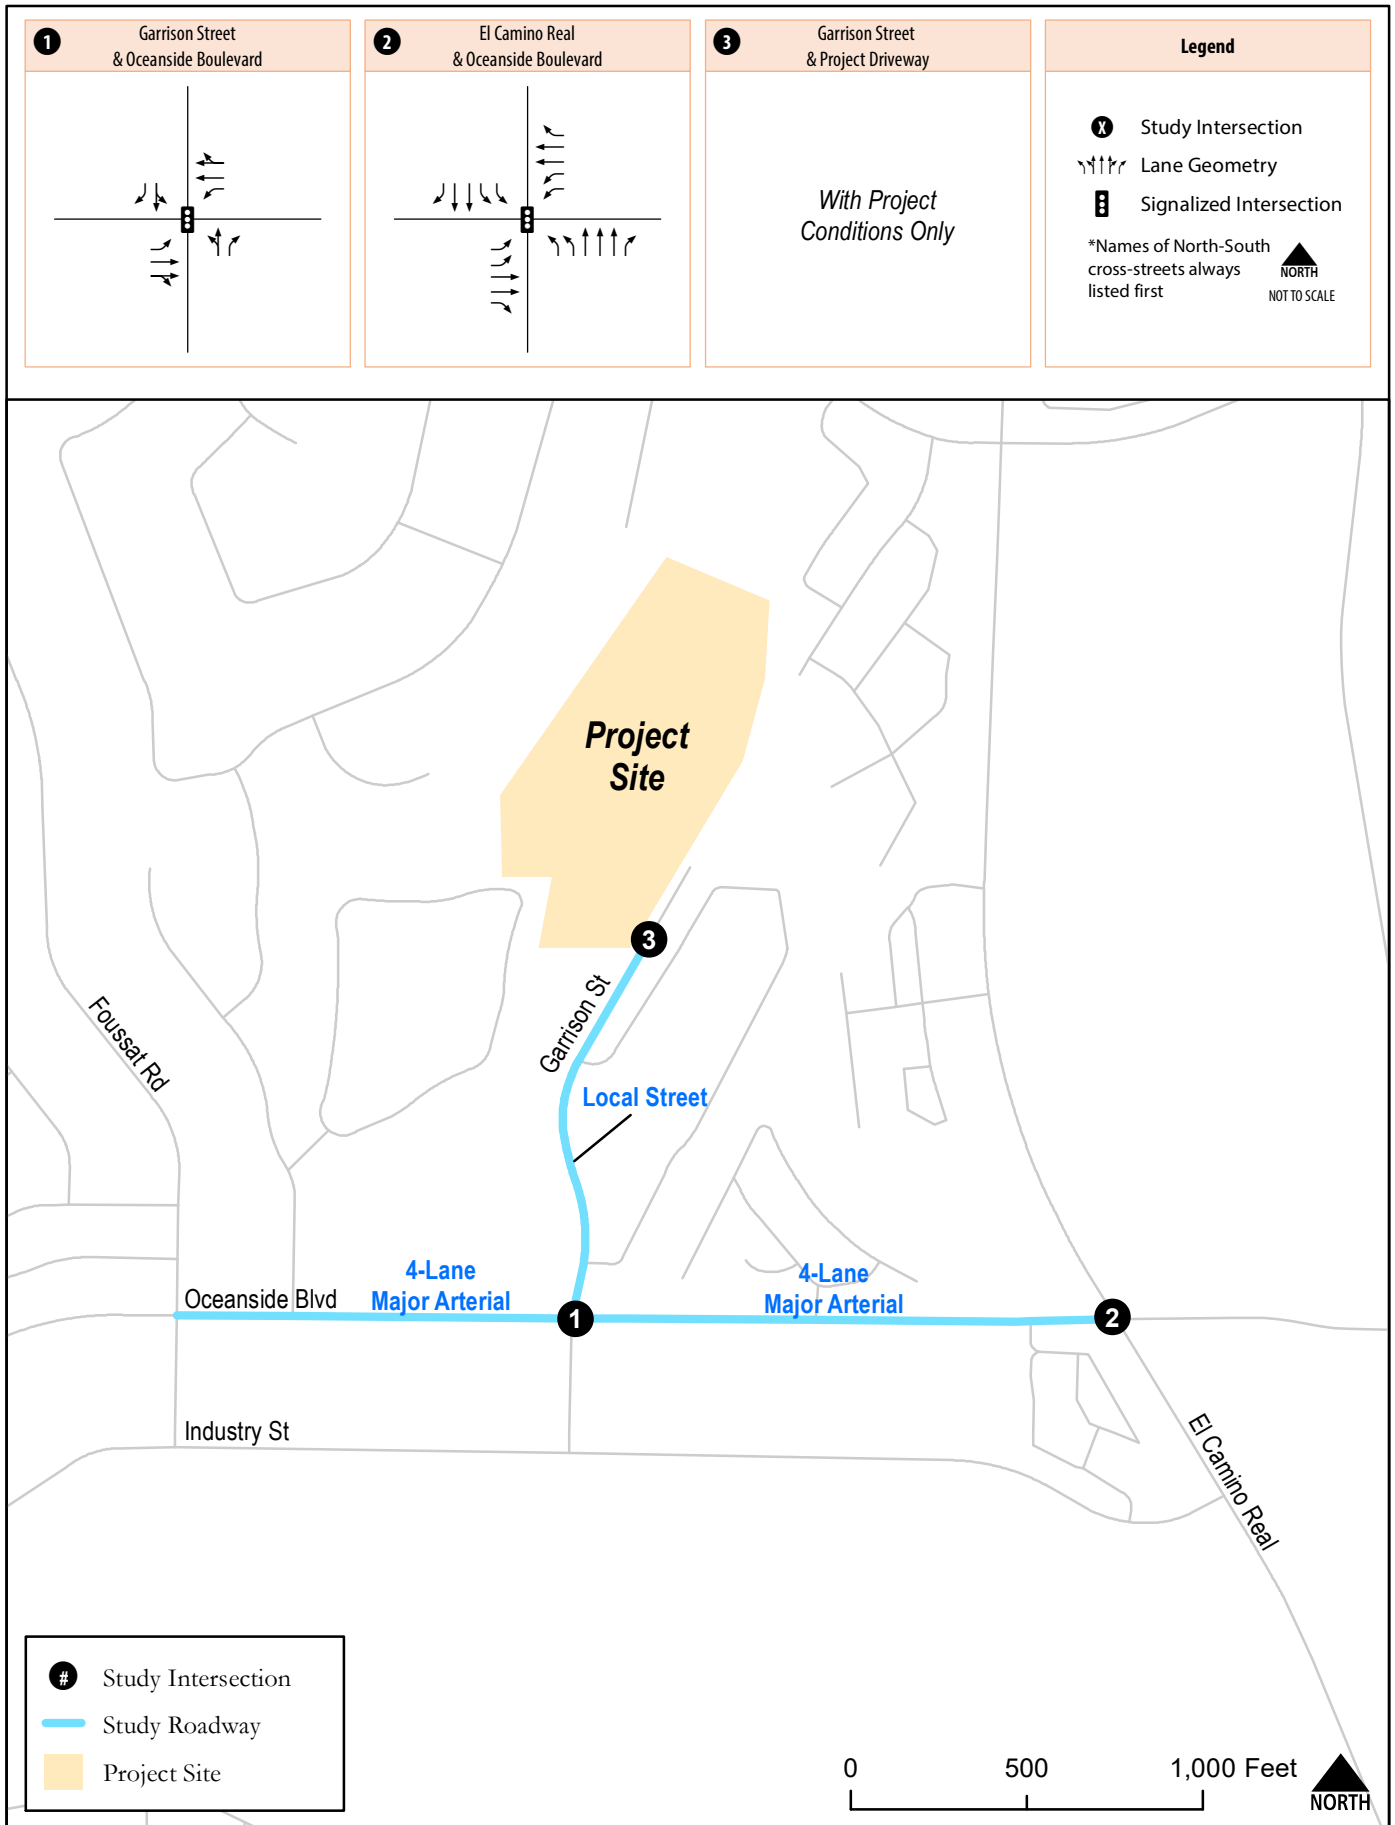 1
Garrison Street
& Oceanside Boulevard
2
El Camino Real
& Oceanside Boulevard
3
Garrison Street
& Project Driveway
With Project
Conditions Only
Legend
X Study Intersection
Lane Geometry
Signalized Intersection
*Names of North-South
cross-streets always
listed first
NORTH
NOT TO SCALE
Project
Site
3
Garrison St
Foussat Rd
Local Street
4-Lane
Major Arterial
4-Lane
Major Arterial
Oceanside Blvd
1
2
Industry St
El Camino Real
# Study Intersection
Study Roadway
Project Site
0 500 1,000 Feet
NORTH